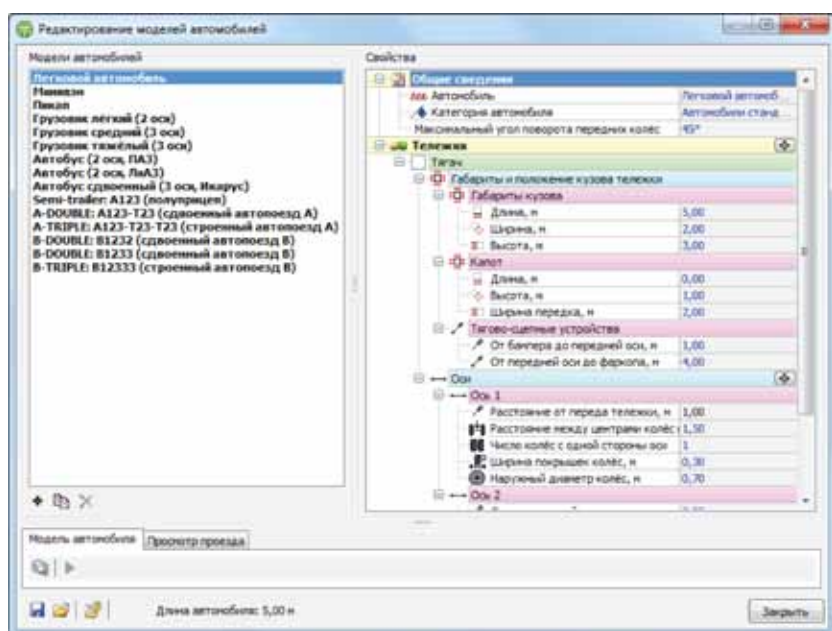 Редактирование моделей автомобилей
Модели автомобилей
Легковой автомобиль
Минивэн
Пикап
Грузовик лёгкий (2 оси)
Грузовик средний (3 оси)
Грузовик тяжёлый (3 оси)
Автобус (2 оси, ПАЗ)
Автобус (2 оси, ЛиАЗ)
Автобус сдвоенный (3 оси, Икарус)
Semi-trailer: A123 (полуприцеп)
A-DOUBLE: A123-T23 (сдвоенный автопоезд A)
A-TRIPLE: A123-T23-T23 (строенный автопоезд A)
B-DOUBLE: B1232 (сдвоенный автопоезд B)
B-DOUBLE: B1233 (сдвоенный автопоезд B)
B-TRIPLE: B12333 (строенный автопоезд B)
Свойства
Общие сведения
Автомобиль Легковой автомоб...
Категория автомобиля Автомобили станд...
Максимальный угол поворота передних колёс 45°
Тележки
Тягач
Габариты и положение кузова тележки
Габариты кузова
Длина, м 5,00
Ширина, м 2,00
Высота, м 3,00
Капот
Длина, м 0,00
Высота, м 1,00
Ширина передка, м 2,00
Тягово-сцепные устройства
От бампера до передней оси, м 1,00
От передней оси до фаркопа, м 4,00
Оси
Ось 1
Расстояние от переда тележки, м 1,00
Расстояние между центрами колёс 1,50
Число колёс с одной стороны оси 1
Ширина покрышек колёс, м 0,30
Наружный диаметр колёс, м 0,70
Ось 2
Модель автомобиля
Просмотр проезда
Длина автомобиля: 5,00 м
Закрыть